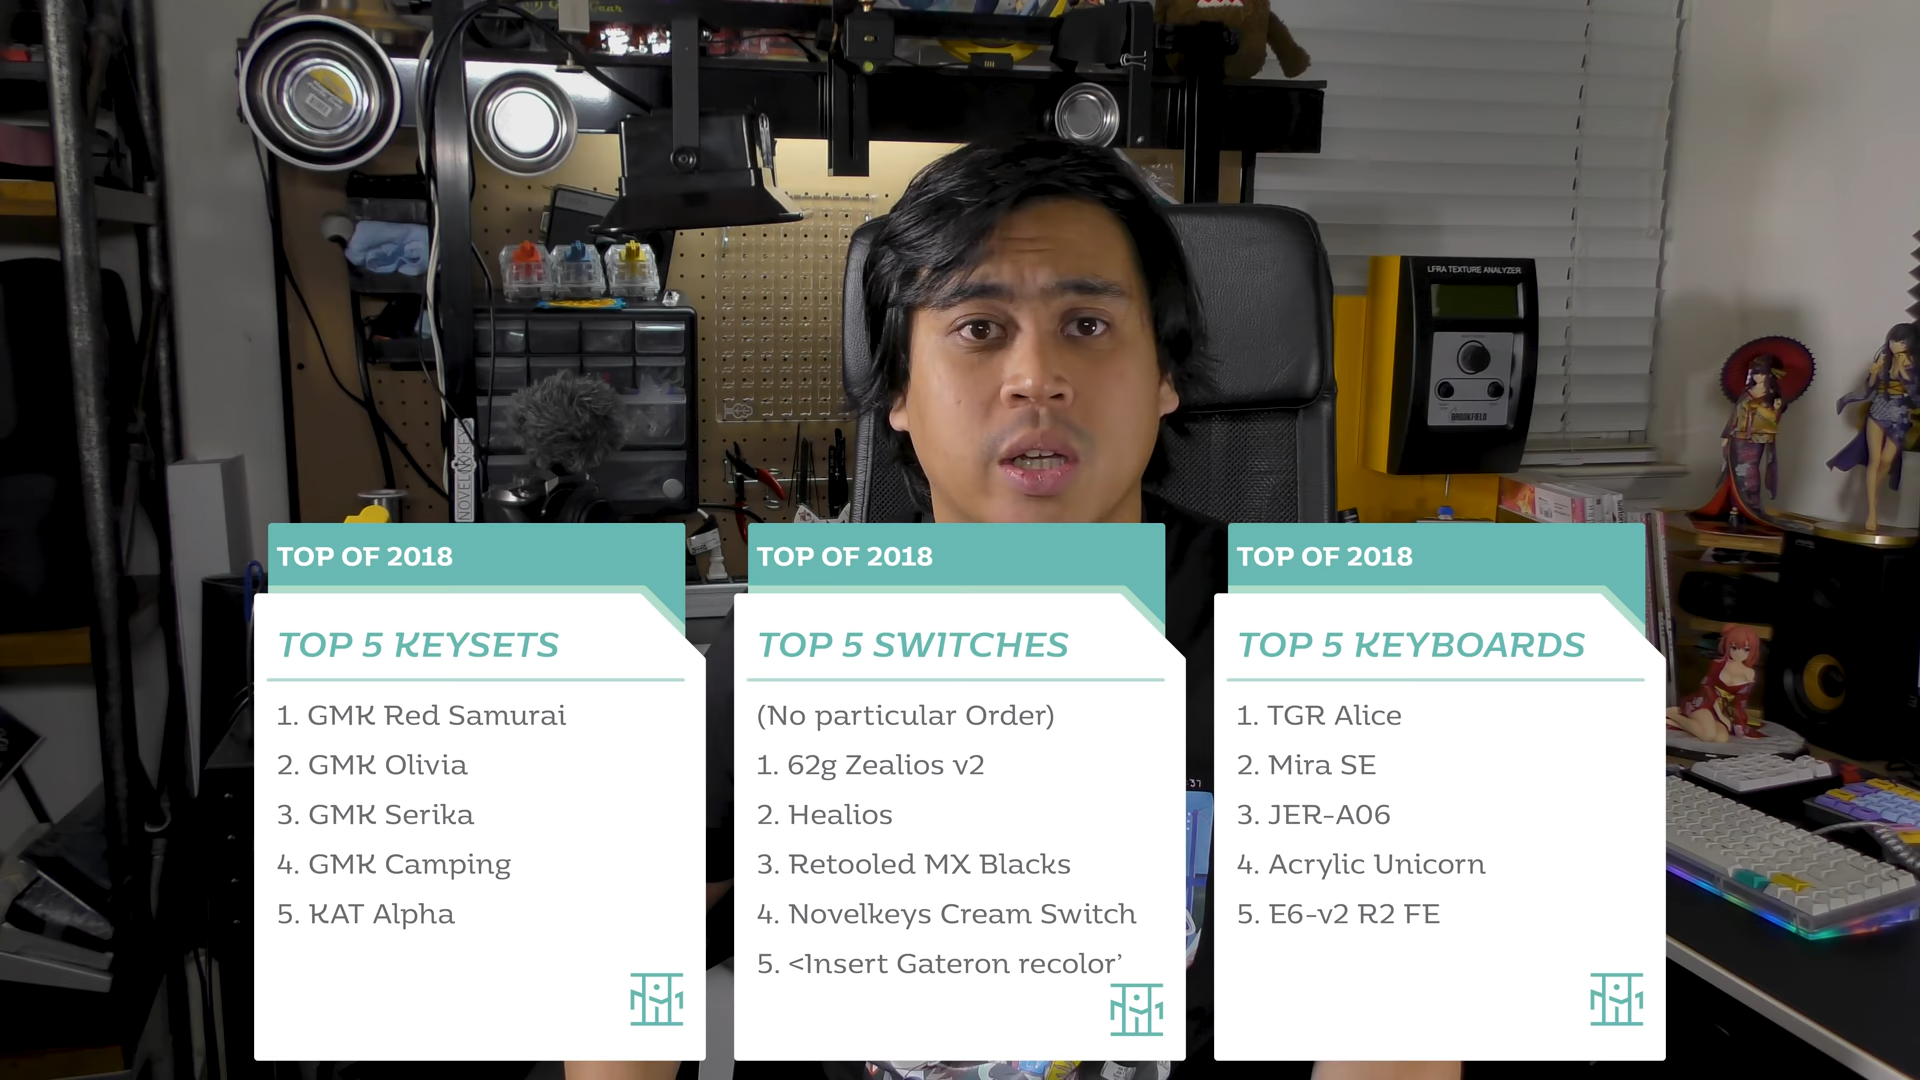 LFRA TEXTURE ANALYZER
BROOKFIELD
NOVELKEYS
TOP OF 2018
TOP 5 KEYSETS
1. GMK Red Samurai
2. GMK Olivia
3. GMK Serika
4. GMK Camping
5. KAT Alpha
TOP OF 2018
TOP 5 SWITCHES
(No particular Order)
1. 62g Zealios v2
2. Healios
3. Retooled MX Blacks
4. Novelkeys Cream Switch
5. <Insert Gateron recolor’
TOP OF 2018
TOP 5 KEYBOARDS
1. TGR Alice
2. Mira SE
3. JER-A06
4. Acrylic Unicorn
5. E6-v2 R2 FE